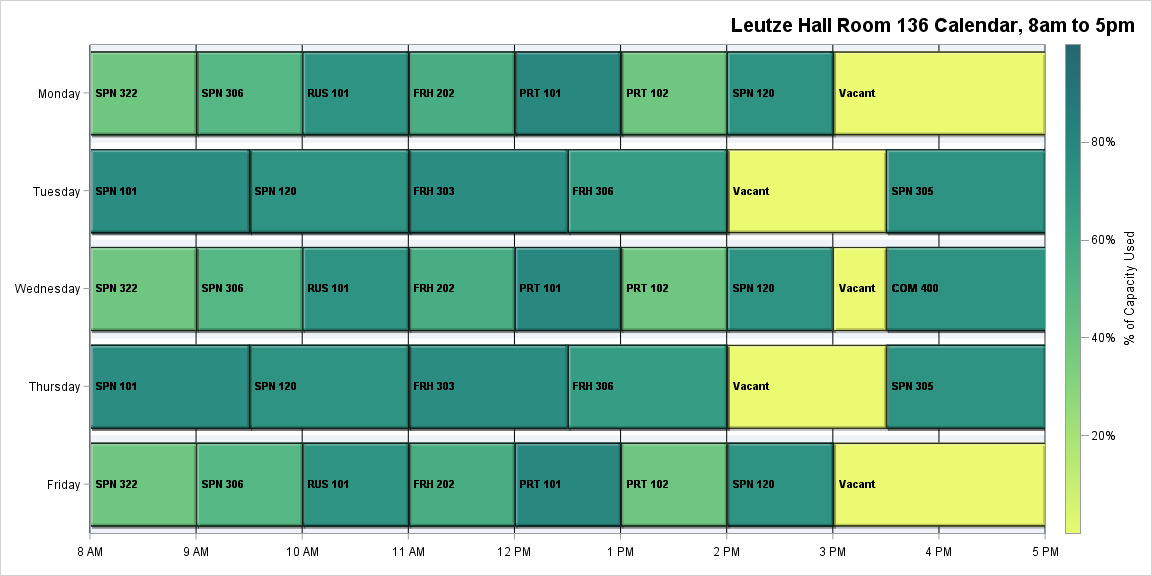 Leutze Hall Room 136 Calendar, 8am to 5pm
Monday
SPN 322
SPN 306
RUS 101
FRH 202
PRT 101
PRT 102
SPN 120
Vacant
Tuesday
SPN 101
SPN 120
FRH 303
FRH 306
Vacant
SPN 305
Wednesday
SPN 322
SPN 306
RUS 101
FRH 202
PRT 101
PRT 102
SPN 120
Vacant
COM 400
Thursday
SPN 101
SPN 120
FRH 303
FRH 306
Vacant
SPN 305
Friday
SPN 322
SPN 306
RUS 101
FRH 202
PRT 101
PRT 102
SPN 120
Vacant
8 AM
9 AM
10 AM
11 AM
12 PM
1 PM
2 PM
3 PM
4 PM
5 PM
80%
60%
40%
20%
% of Capacity Used